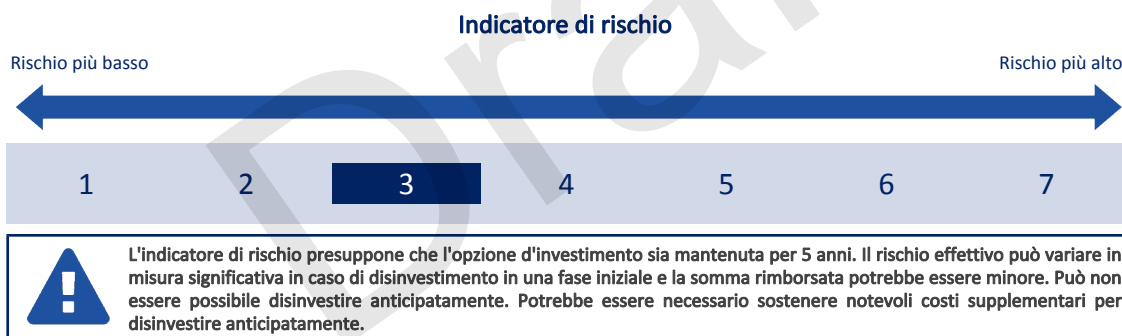 Indicatore di rischio
Rischio più basso Rischio più alto
1 2 3 4 5 6 7
L'indicatore di rischio presuppone che l'opzione d'investimento sia mantenuta per 5 anni. Il rischio effettivo può variare in
misura significativa in caso di disinvestimento in una fase iniziale e la somma rimborsata potrebbe essere minore. Può non
essere possibile disinvestire anticipatamente. Potrebbe essere necessario sostenere notevoli costi supplementari per
disinvestire anticipatamente.